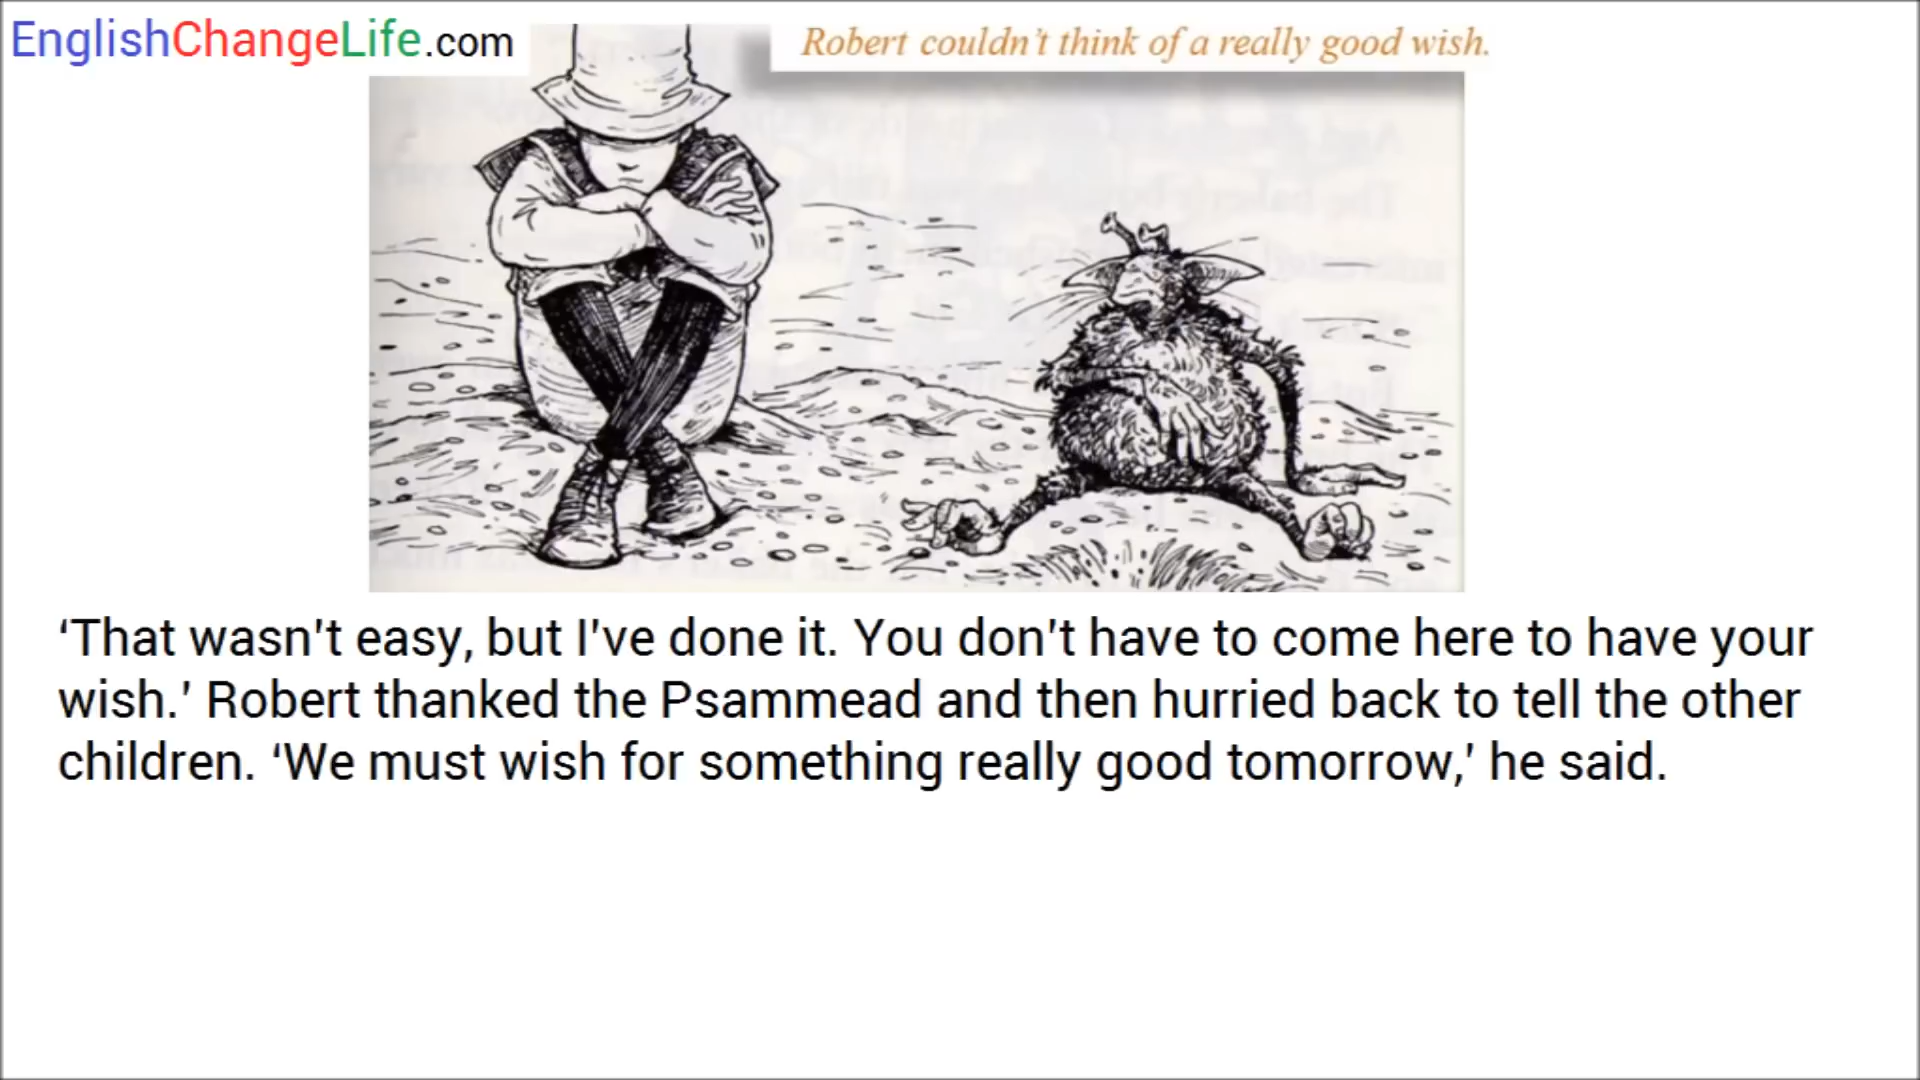 EnglishChangeLife.com
Robert couldn't think of a really good wish.
‘That wasn't easy, but I've done it. You don't have to come here to have your
wish.’ Robert thanked the Psammead and then hurried back to tell the other
children. ‘We must wish for something really good tomorrow,’ he said.